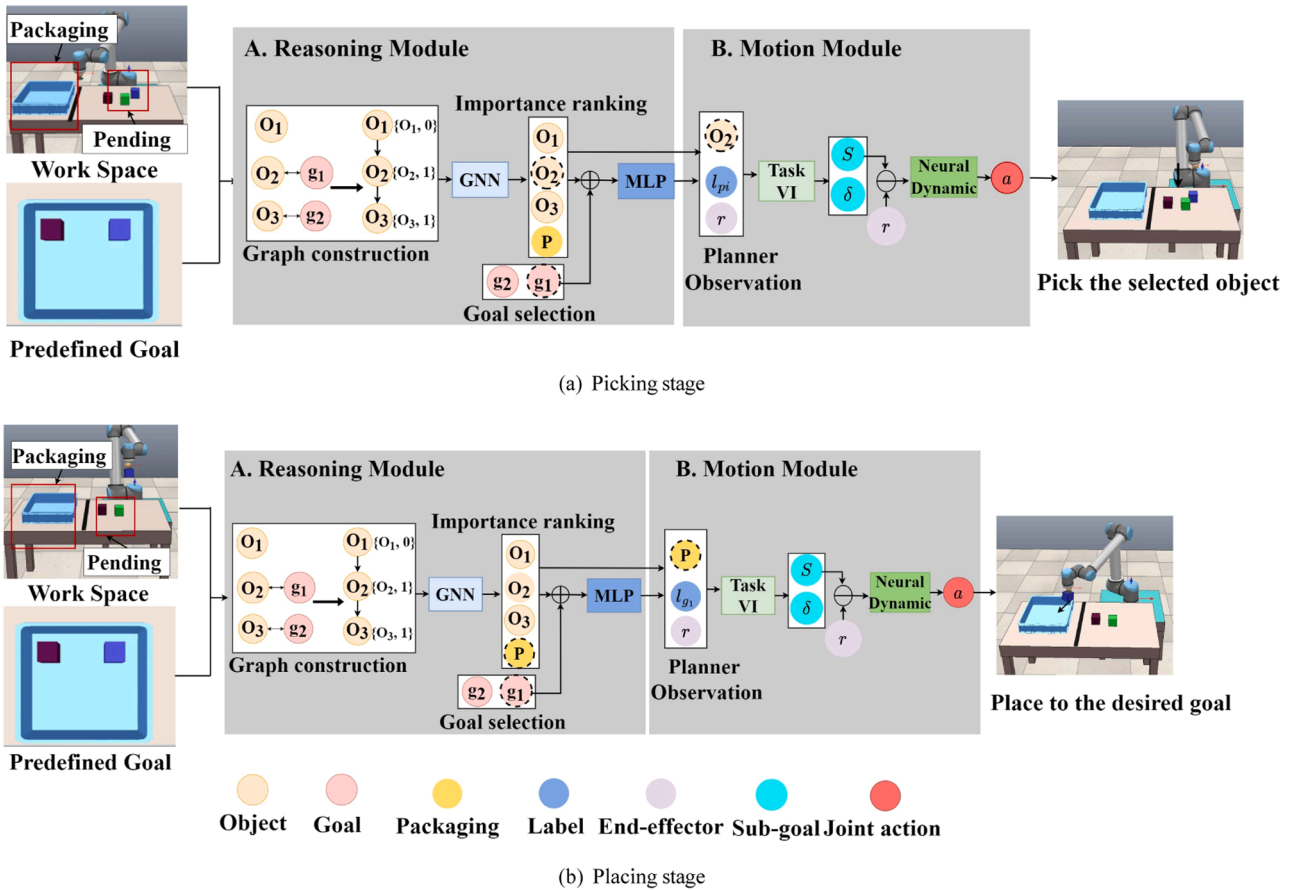 Packaging
Pending
Work Space
Predefined Goal
A. Reasoning Module
O1
O2 g1
O3 g2
O1 {O1, 0}
O2 {O2, 1}
O3 {O3, 1}
Graph construction
GNN
Importance ranking
O1
O2
O3
P
g2 g1
Goal selection
MLP
B. Motion Module
O2
lpi
r
Planner
Observation
Task
VI
S
δ
r
Neural
Dynamic
a
Pick the selected object
(a) Picking stage
Packaging
Pending
Work Space
Predefined Goal
A. Reasoning Module
O1
O2 g1
O3 g2
O1 {O1, 0}
O2 {O2, 1}
O3 {O3, 1}
Graph construction
GNN
Importance ranking
O1
O2
O3
P
g2 g1
Goal selection
MLP
B. Motion Module
P
lg1
r
Planner
Observation
Task
VI
S
δ
r
Neural
Dynamic
a
Place to the desired goal
Object
Goal
Packaging
Label
End-effector
Sub-goal
Joint action
(b) Placing stage